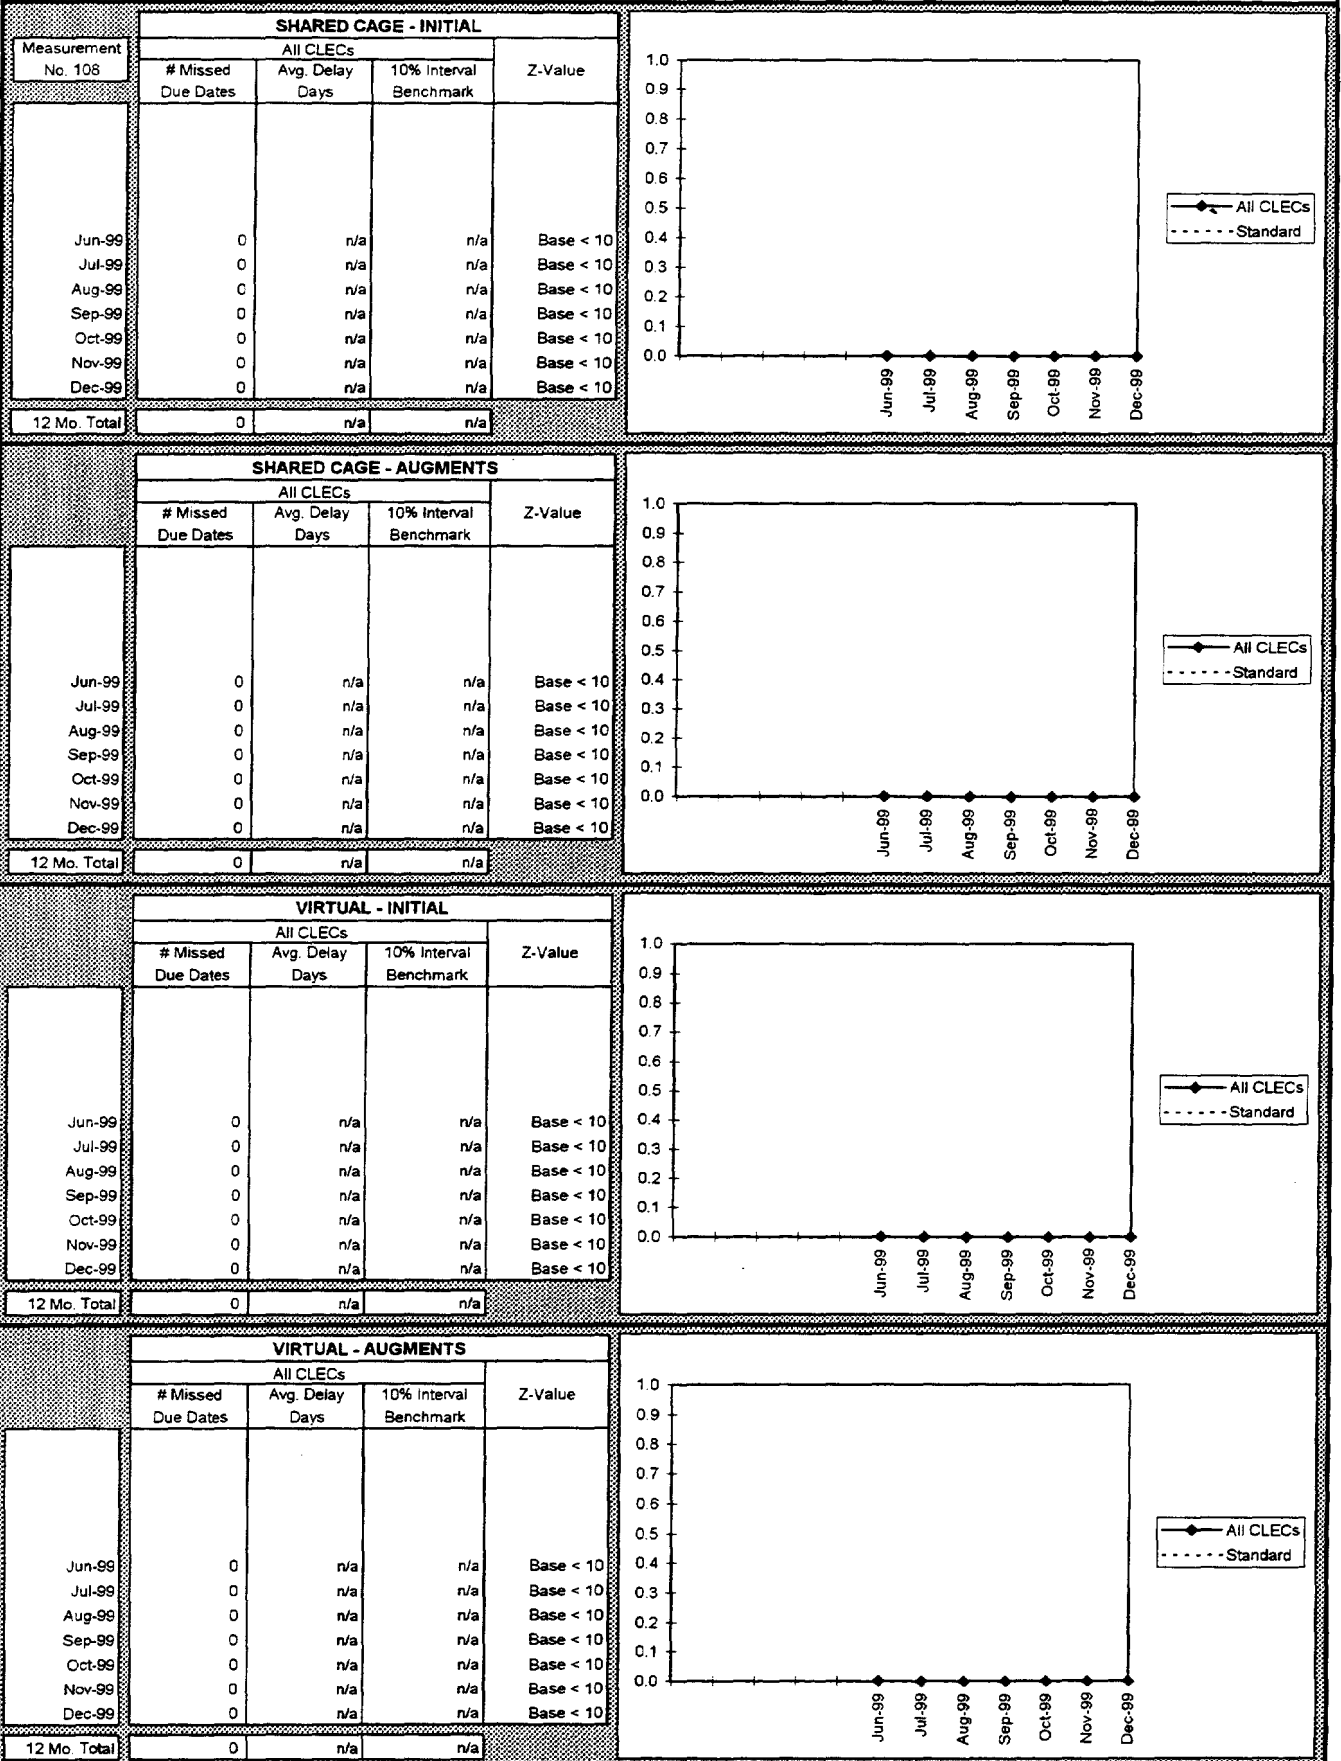 SHARED CAGE - INITIAL
Measurement
No. 108
All CLECs
# Missed Due Dates
Avg. Delay Days
10% Interval Benchmark
Z-Value
Jun-99 0 n/a n/a Base < 10
Jul-99 0 n/a n/a Base < 10
Aug-99 0 n/a n/a Base < 10
Sep-99 0 n/a n/a Base < 10
Oct-99 0 n/a n/a Base < 10
Nov-99 0 n/a n/a Base < 10
Dec-99 0 n/a n/a Base < 10
12 Mo. Total 0 n/a n/a
1.0
0.9
0.8
0.7
0.6
0.5
0.4
0.3
0.2
0.1
0.0
Jun-99 Jul-99 Aug-99 Sep-99 Oct-99 Nov-99 Dec-99
All CLECs
Standard
SHARED CAGE - AUGMENTS
All CLECs
# Missed Due Dates
Avg. Delay Days
10% Interval Benchmark
Z-Value
Jun-99 0 n/a n/a Base < 10
Jul-99 0 n/a n/a Base < 10
Aug-99 0 n/a n/a Base < 10
Sep-99 0 n/a n/a Base < 10
Oct-99 0 n/a n/a Base < 10
Nov-99 0 n/a n/a Base < 10
Dec-99 0 n/a n/a Base < 10
12 Mo. Total 0 n/a n/a
1.0
0.9
0.8
0.7
0.6
0.5
0.4
0.3
0.2
0.1
0.0
Jun-99 Jul-99 Aug-99 Sep-99 Oct-99 Nov-99 Dec-99
All CLECs
Standard
VIRTUAL - INITIAL
All CLECs
# Missed Due Dates
Avg. Delay Days
10% Interval Benchmark
Z-Value
Jun-99 0 n/a n/a Base < 10
Jul-99 0 n/a n/a Base < 10
Aug-99 0 n/a n/a Base < 10
Sep-99 0 n/a n/a Base < 10
Oct-99 0 n/a n/a Base < 10
Nov-99 0 n/a n/a Base < 10
Dec-99 0 n/a n/a Base < 10
12 Mo. Total 0 n/a n/a
1.0
0.9
0.8
0.7
0.6
0.5
0.4
0.3
0.2
0.1
0.0
Jun-99 Jul-99 Aug-99 Sep-99 Oct-99 Nov-99 Dec-99
All CLECs
Standard
VIRTUAL - AUGMENTS
All CLECs
# Missed Due Dates
Avg. Delay Days
10% Interval Benchmark
Z-Value
Jun-99 0 n/a n/a Base < 10
Jul-99 0 n/a n/a Base < 10
Aug-99 0 n/a n/a Base < 10
Sep-99 0 n/a n/a Base < 10
Oct-99 0 n/a n/a Base < 10
Nov-99 0 n/a n/a Base < 10
Dec-99 0 n/a n/a Base < 10
12 Mo. Total 0 n/a n/a
1.0
0.9
0.8
0.7
0.6
0.5
0.4
0.3
0.2
0.1
0.0
Jun-99 Jul-99 Aug-99 Sep-99 Oct-99 Nov-99 Dec-99
All CLECs
Standard